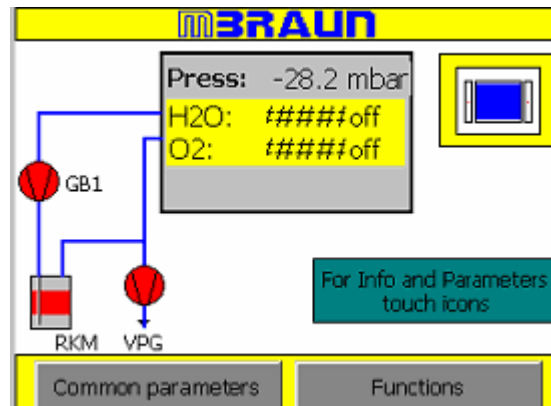 MBRAUN
Press: -28.2 mbar
H2O: #####off
O2: #####off
GB1
For Info and Parameters
touch icons
RKM VPG
Common parameters Functions